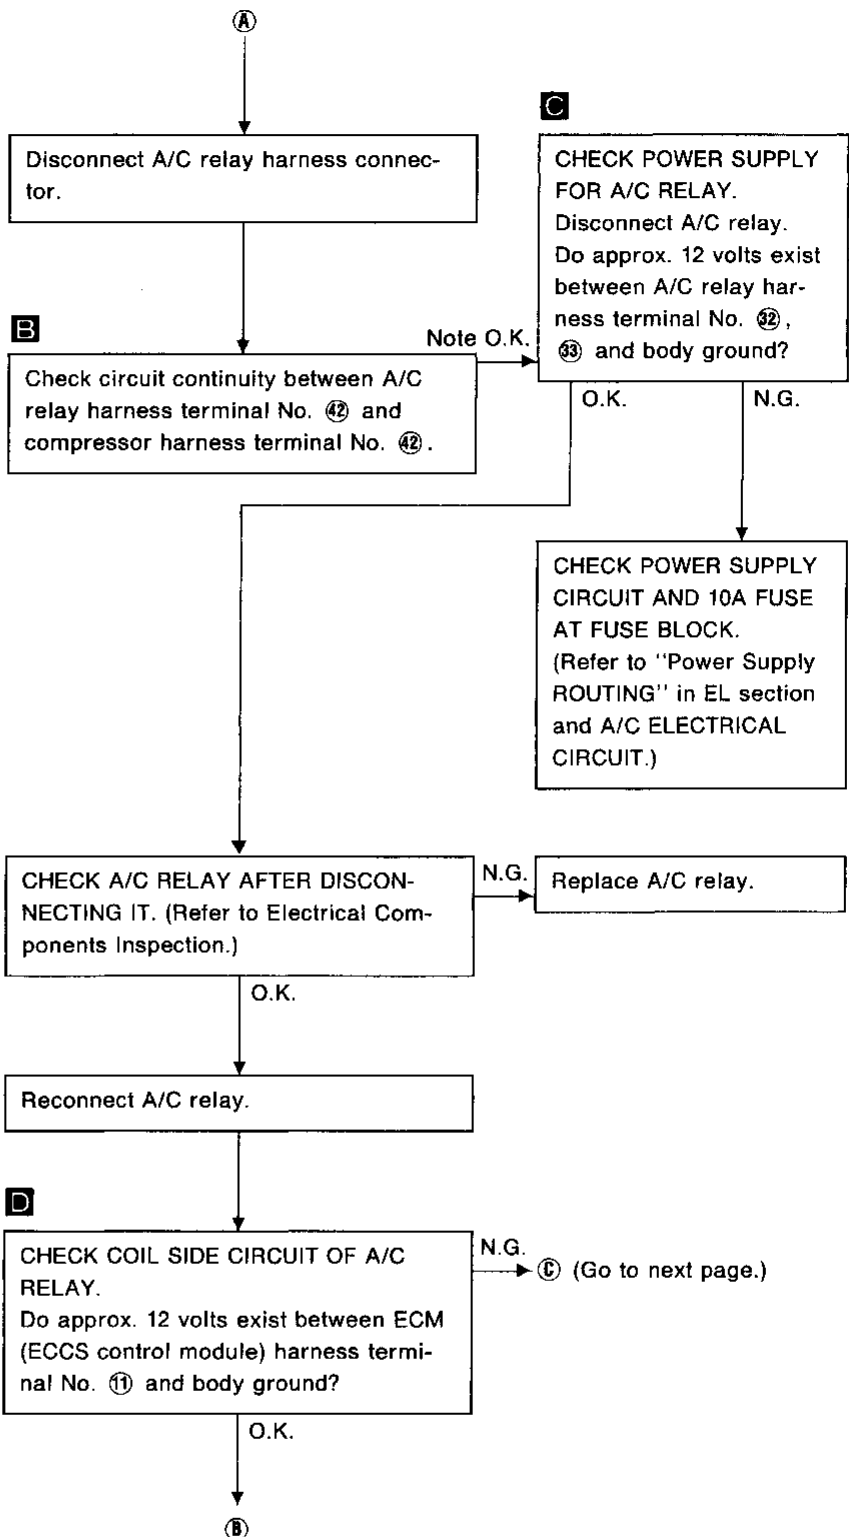 Ⓐ
Disconnect A/C relay harness connec-
tor.
B
Check circuit continuity between A/C
relay harness terminal No. ㊷ and
compressor harness terminal No. ㊷.
Note O.K.
C
CHECK POWER SUPPLY
FOR A/C RELAY.
Disconnect A/C relay.
Do approx. 12 volts exist
between A/C relay har-
ness terminal No. ㉜,
㉝ and body ground?
O.K.
N.G.
CHECK POWER SUPPLY
CIRCUIT AND 10A FUSE
AT FUSE BLOCK.
(Refer to "Power Supply
ROUTING" in EL section
and A/C ELECTRICAL
CIRCUIT.)
CHECK A/C RELAY AFTER DISCON-
NECTING IT. (Refer to Electrical Com-
ponents Inspection.)
N.G.
Replace A/C relay.
O.K.
Reconnect A/C relay.
D
CHECK COIL SIDE CIRCUIT OF A/C
RELAY.
Do approx. 12 volts exist between ECM
(ECCS control module) harness termi-
nal No. ⑪ and body ground?
N.G.
Ⓒ (Go to next page.)
O.K.
Ⓑ